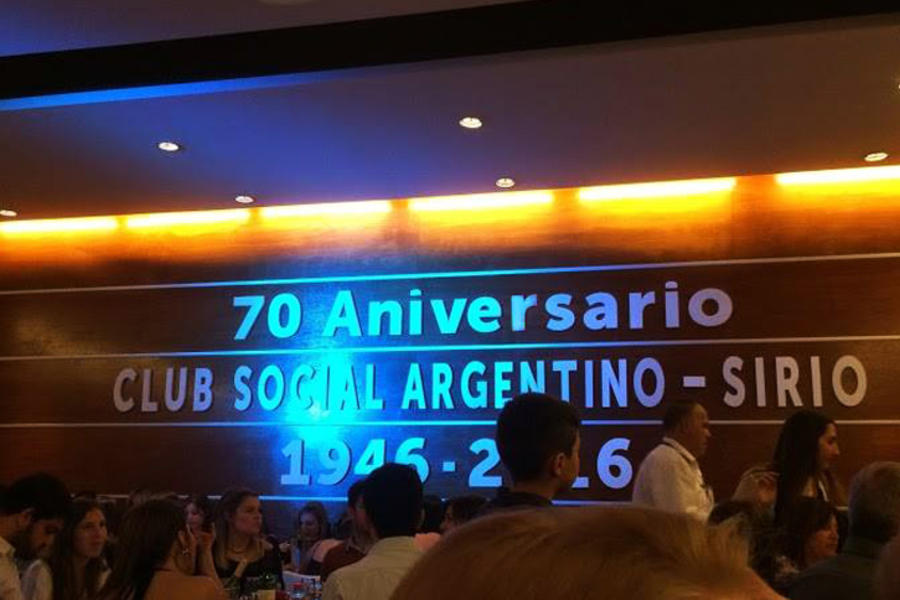 70 Aniversario
CLUB SOCIAL ARGENTINO - SIRIO
1946 - 2016